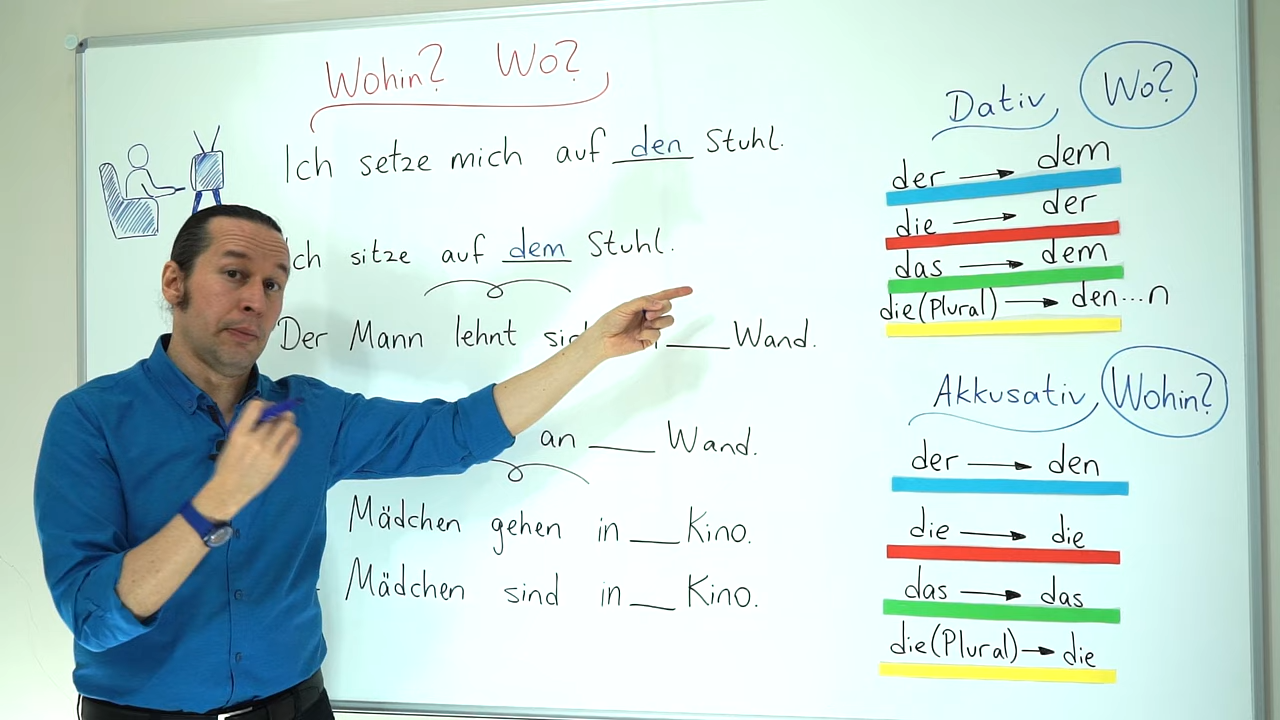 Wohin? Wo?
Ich setze mich auf den Stuhl.
Ich sitze auf dem Stuhl.
Der Mann lehnt sich ___ Wand.
an ___ Wand.
Mädchen gehen in ___ Kino.
Mädchen sind in ___ Kino.
Dativ Wo?
der → dem
die → der
das → dem
die (Plural) → den...n
Akkusativ Wohin?
der → den
die → die
das → das
die (Plural) → die